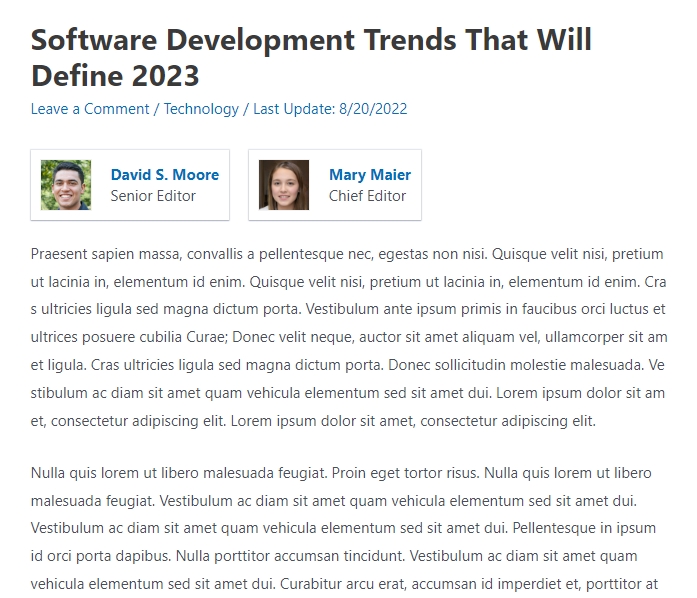 Software Development Trends That Will
Define 2023
Leave a Comment / Technology / Last Update: 8/20/2022
David S. Moore
Senior Editor
Mary Maier
Chief Editor
Praesent sapien massa, convallis a pellentesque nec, egestas non nisi. Quisque velit nisi, pretium
ut lacinia in, elementum id enim. Quisque velit nisi, pretium ut lacinia in, elementum id enim. Cra
s ultricies ligula sed magna dictum porta. Vestibulum ante ipsum primis in faucibus orci luctus et
ultrices posuere cubilia Curae; Donec velit neque, auctor sit amet aliquam vel, ullamcorper sit am
et ligula. Cras ultricies ligula sed magna dictum porta. Donec sollicitudin molestie malesuada. Ve
stibulum ac diam sit amet quam vehicula elementum sed sit amet dui. Lorem ipsum dolor sit am
et, consectetur adipiscing elit. Lorem ipsum dolor sit amet, consectetur adipiscing elit.
Nulla quis lorem ut libero malesuada feugiat. Proin eget tortor risus. Nulla quis lorem ut libero
malesuada feugiat. Vestibulum ac diam sit amet quam vehicula elementum sed sit amet dui.
Vestibulum ac diam sit amet quam vehicula elementum sed sit amet dui. Pellentesque in ipsum
id orci porta dapibus. Nulla porttitor accumsan tincidunt. Vestibulum ac diam sit amet quam
vehicula elementum sed sit amet dui. Curabitur arcu erat, accumsan id imperdiet et, porttitor at